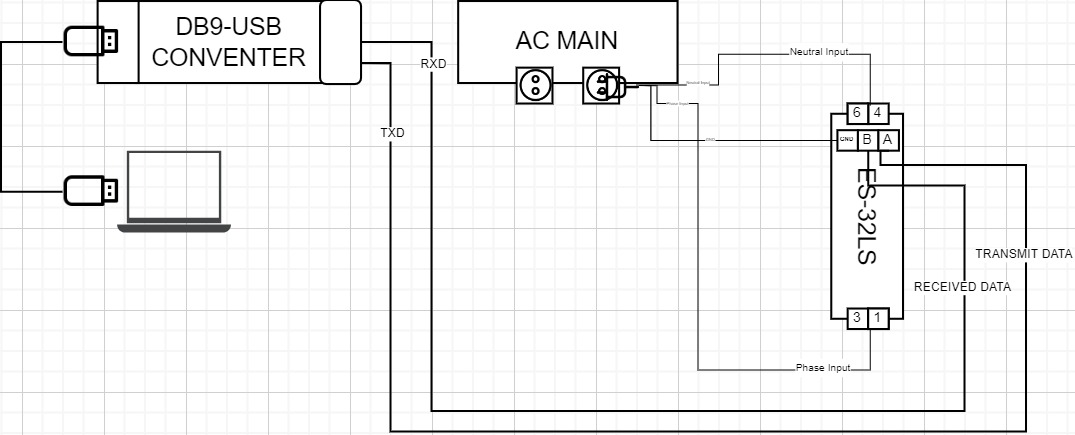 DB9-USB
CONVENTER
AC MAIN
RXD
TXD
Neutral Input
Neutral Input
Phase Input
GND
6 4
GND B A
ES-32LS
TRANSMIT DATA
RECEIVED DATA
3 1
Phase Input